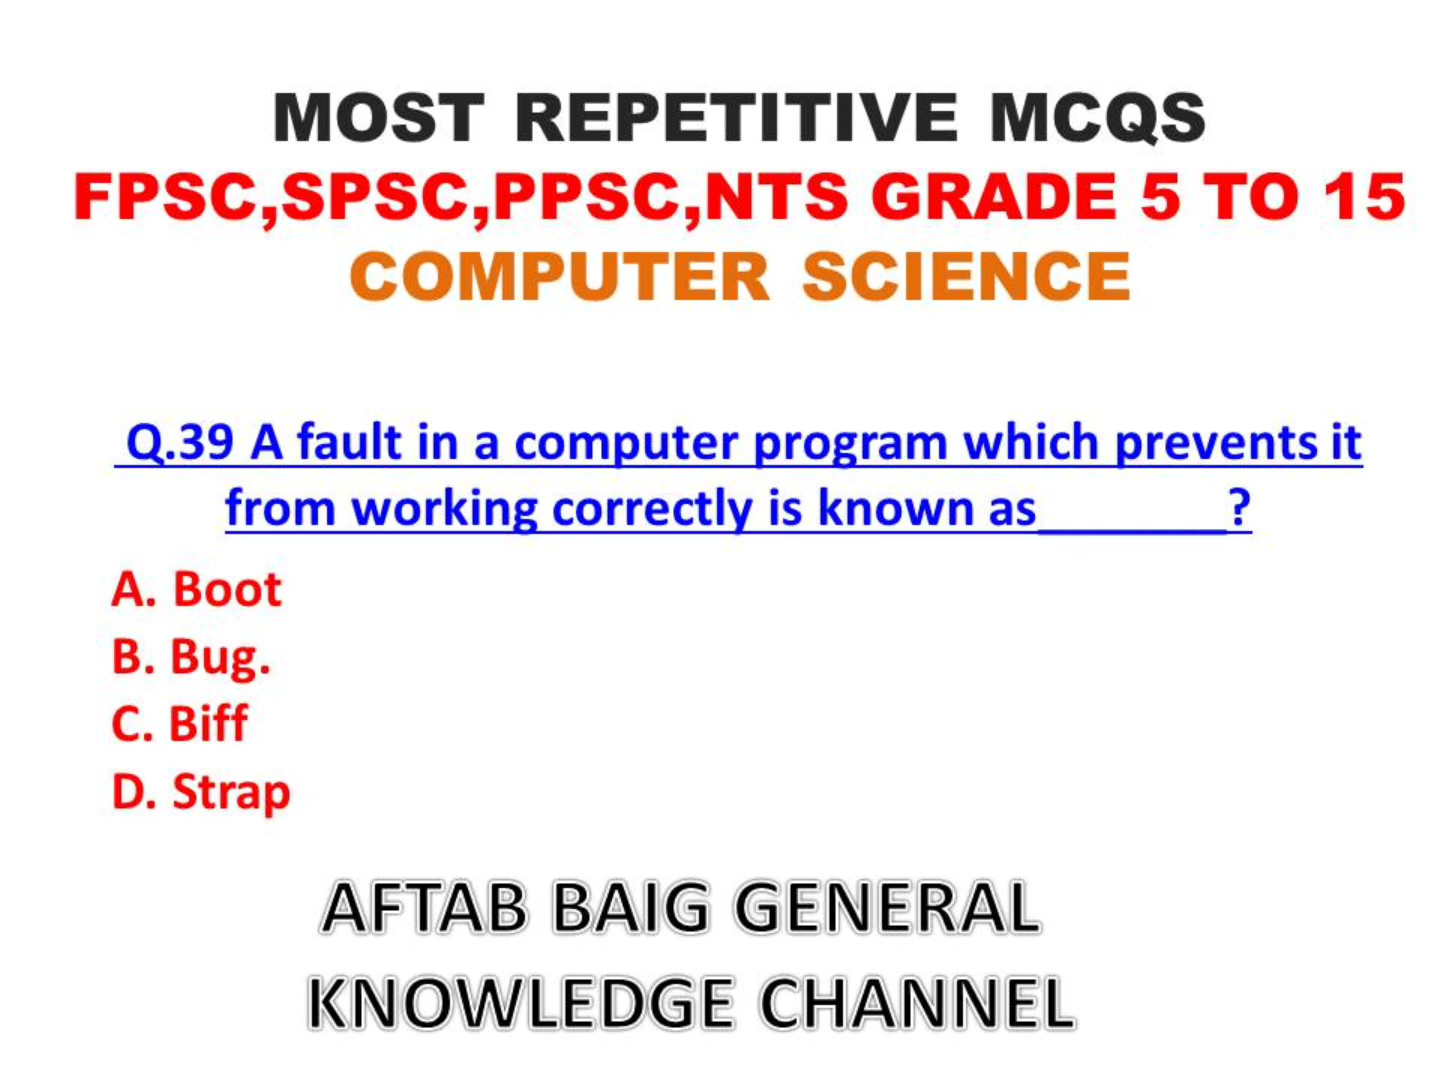 MOST REPETITIVE MCQS
FPSC,SPSC,PPSC,NTS GRADE 5 TO 15
COMPUTER SCIENCE
Q.39 A fault in a computer program which prevents it
from working correctly is known as_______?
A. Boot
B. Bug.
C. Biff
D. Strap
AFTAB BAIG GENERAL
KNOWLEDGE CHANNEL